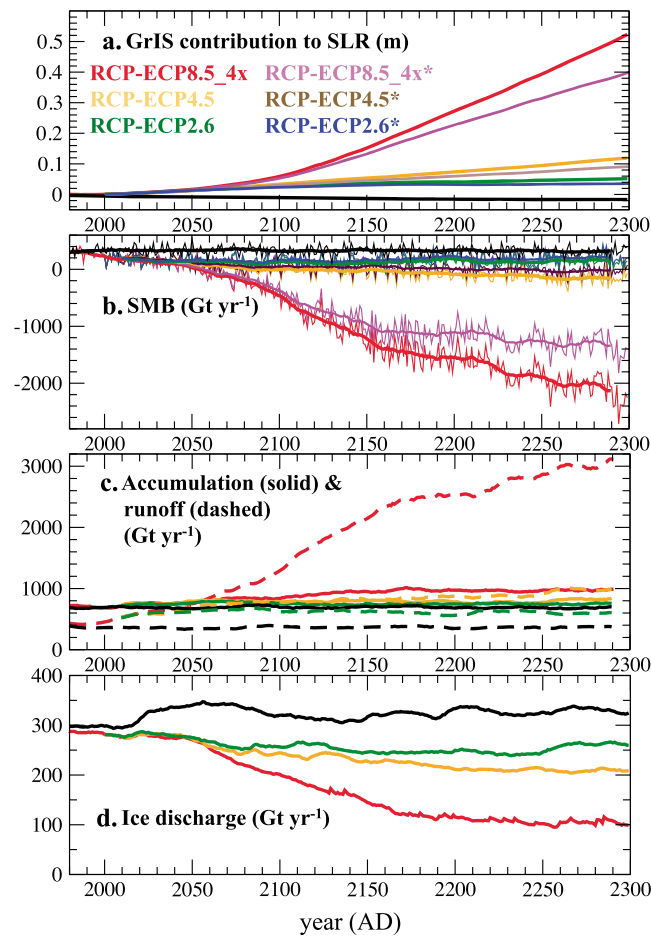 0.5
a. GrIS contribution to SLR (m)
0.4
RCP-ECP8.5_4x RCP-ECP8.5_4x*
RCP-ECP4.5 RCP-ECP4.5*
0.3
RCP-ECP2.6 RCP-ECP2.6*
0.2
0.1
0
2000 2050 2100 2150 2200 2250 2300
0
b. SMB (Gt yr-1)
-1000
-2000
2000 2050 2100 2150 2200 2250 2300
3000
c. Accumulation (solid) &
runoff (dashed)
(Gt yr-1)
2000
1000
0
2000 2050 2100 2150 2200 2250 2300
400
300
200
d. Ice discharge (Gt yr-1)
100
0
2000 2050 2100 2150 2200 2250 2300
year (AD)